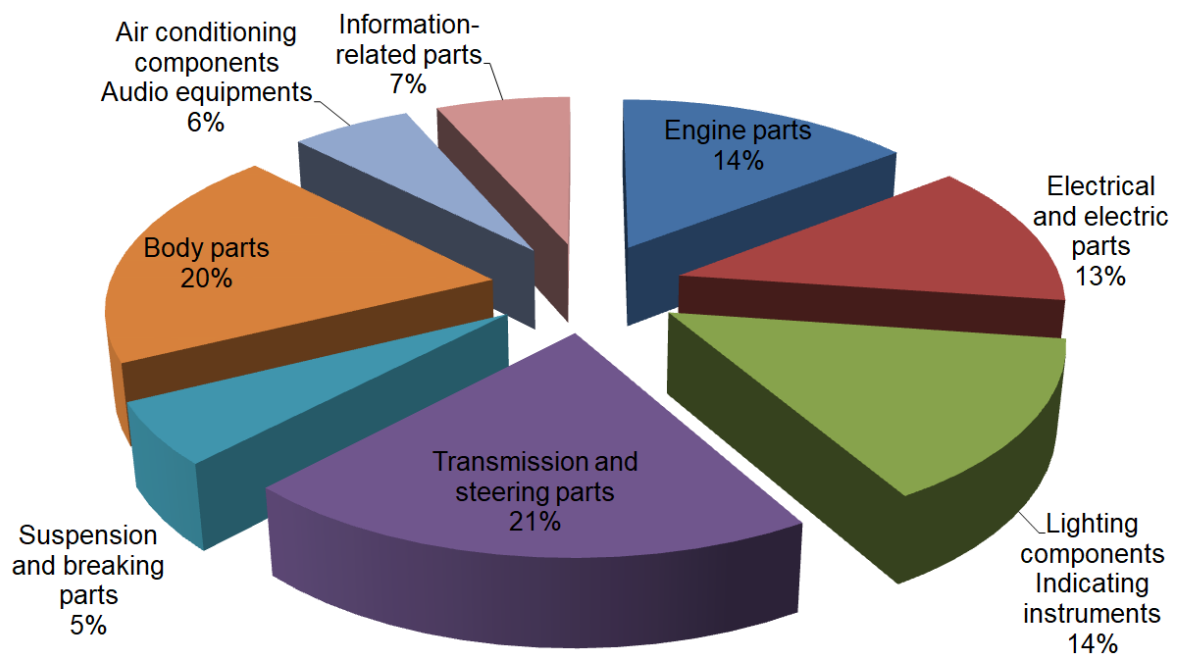 Air conditioning
components
Audio equipments
6%
Information-
related parts
7%
Engine parts
14%
Electrical
and electric
parts
13%
Body parts
20%
Transmission and
steering parts
21%
Suspension
and breaking
parts
5%
Lighting
components
Indicating
instruments
14%